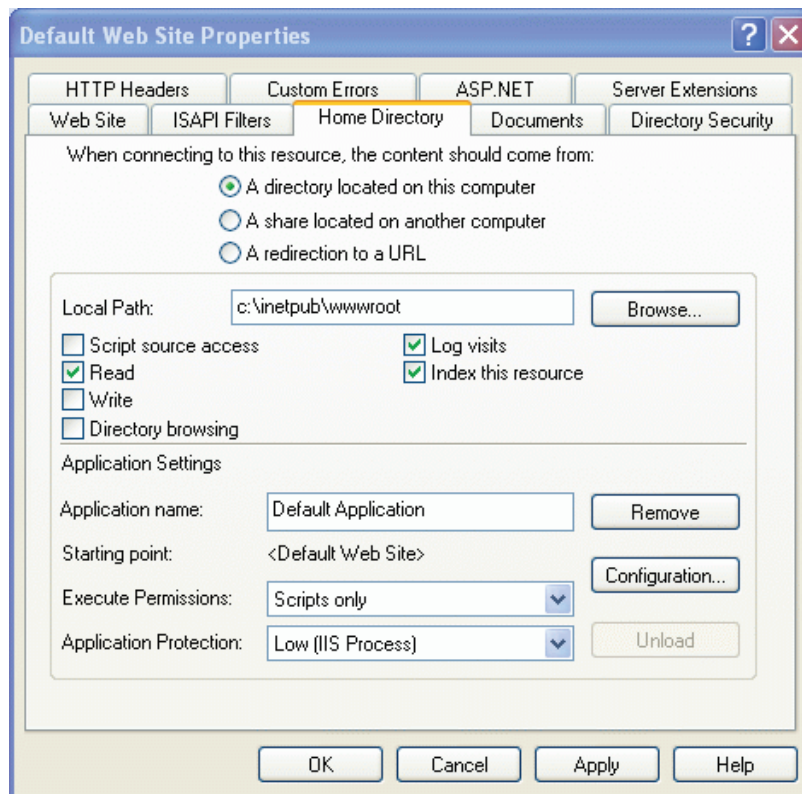 Default Web Site Properties
HTTP Headers Custom Errors ASP.NET Server Extensions
Web Site ISAPI Filters Home Directory Documents Directory Security
When connecting to this resource, the content should come from:
A directory located on this computer
A share located on another computer
A redirection to a URL
Local Path: c:\inetpub\wwwroot Browse...
Script source access Log visits
Read Index this resource
Write
Directory browsing
Application Settings
Application name: Default Application Remove
Starting point: <Default Web Site>
Configuration...
Execute Permissions: Scripts only
Application Protection: Low (IIS Process) Unload
OK Cancel Apply Help